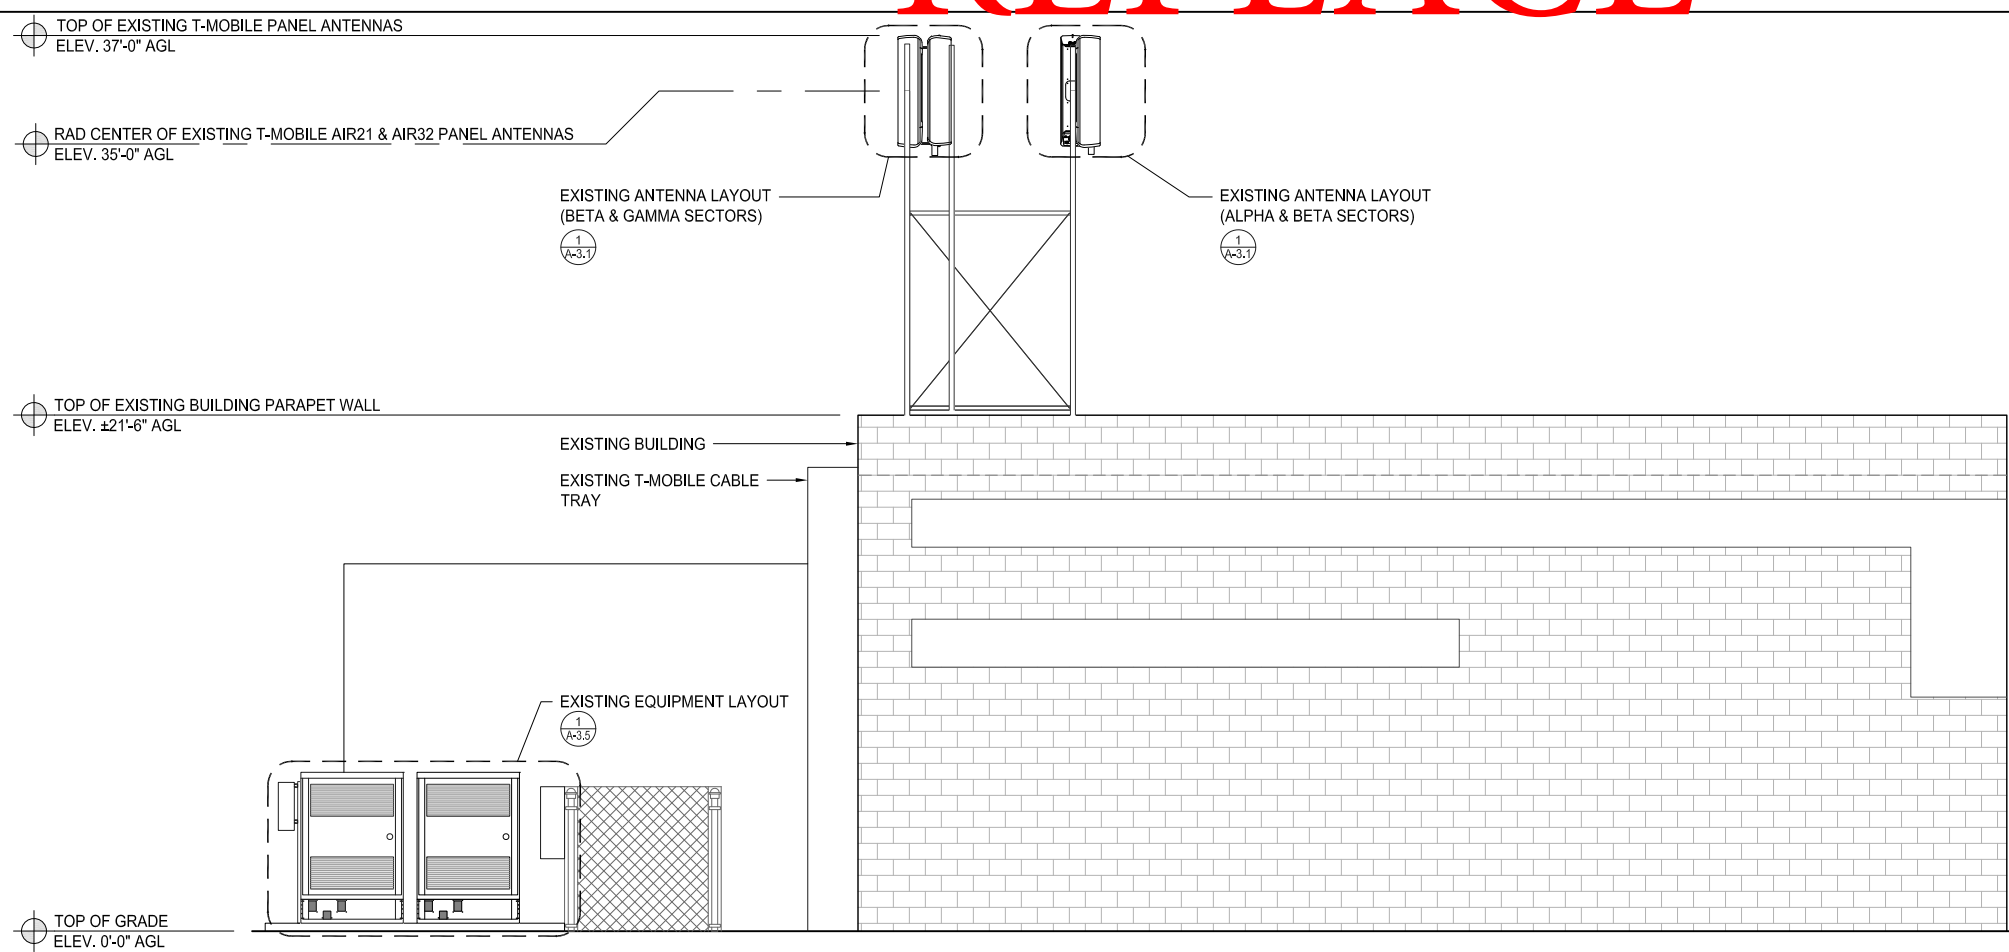 REPLACE
TOP OF EXISTING T-MOBILE PANEL ANTENNAS
ELEV. 37'-0" AGL
RAD CENTER OF EXISTING T-MOBILE AIR21 & AIR32 PANEL ANTENNAS
ELEV. 35'-0" AGL
EXISTING ANTENNA LAYOUT
(BETA & GAMMA SECTORS)
1
A-3.1
EXISTING ANTENNA LAYOUT
(ALPHA & BETA SECTORS)
1
A-3.1
TOP OF EXISTING BUILDING PARAPET WALL
ELEV. ±21'-6" AGL
EXISTING BUILDING
EXISTING T-MOBILE CABLE
TRAY
EXISTING EQUIPMENT LAYOUT
1
A-3.5
TOP OF GRADE
ELEV. 0'-0" AGL